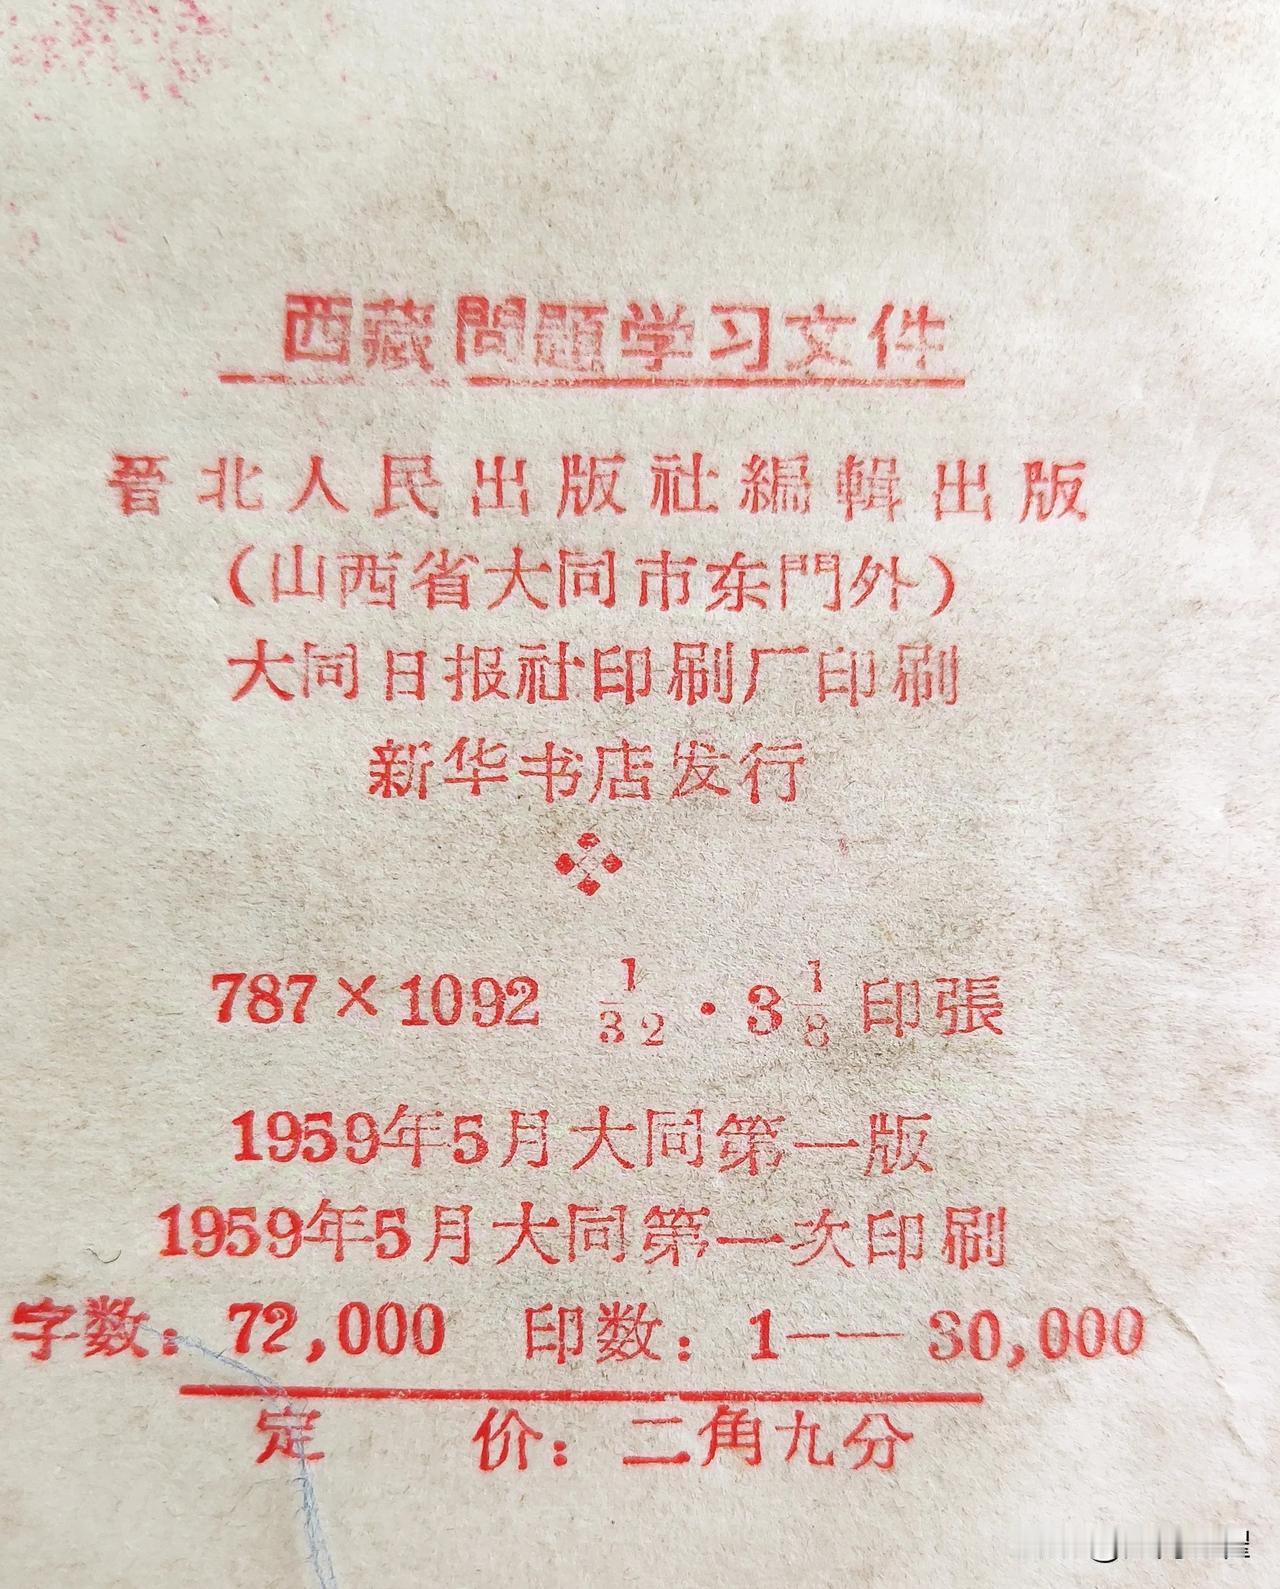 西藏問題学习文件
晉北人民出版社編輯出版
(山西省大同市东門外)
大同日报社印刷厂印刷
新华书店发行
787×1092 1/32 · 3 1/8 印張
1959年5月大同第一版
1959年5月大同第一次印刷
字数: 72,000 印数: 1——30,000
定 价: 二角九分